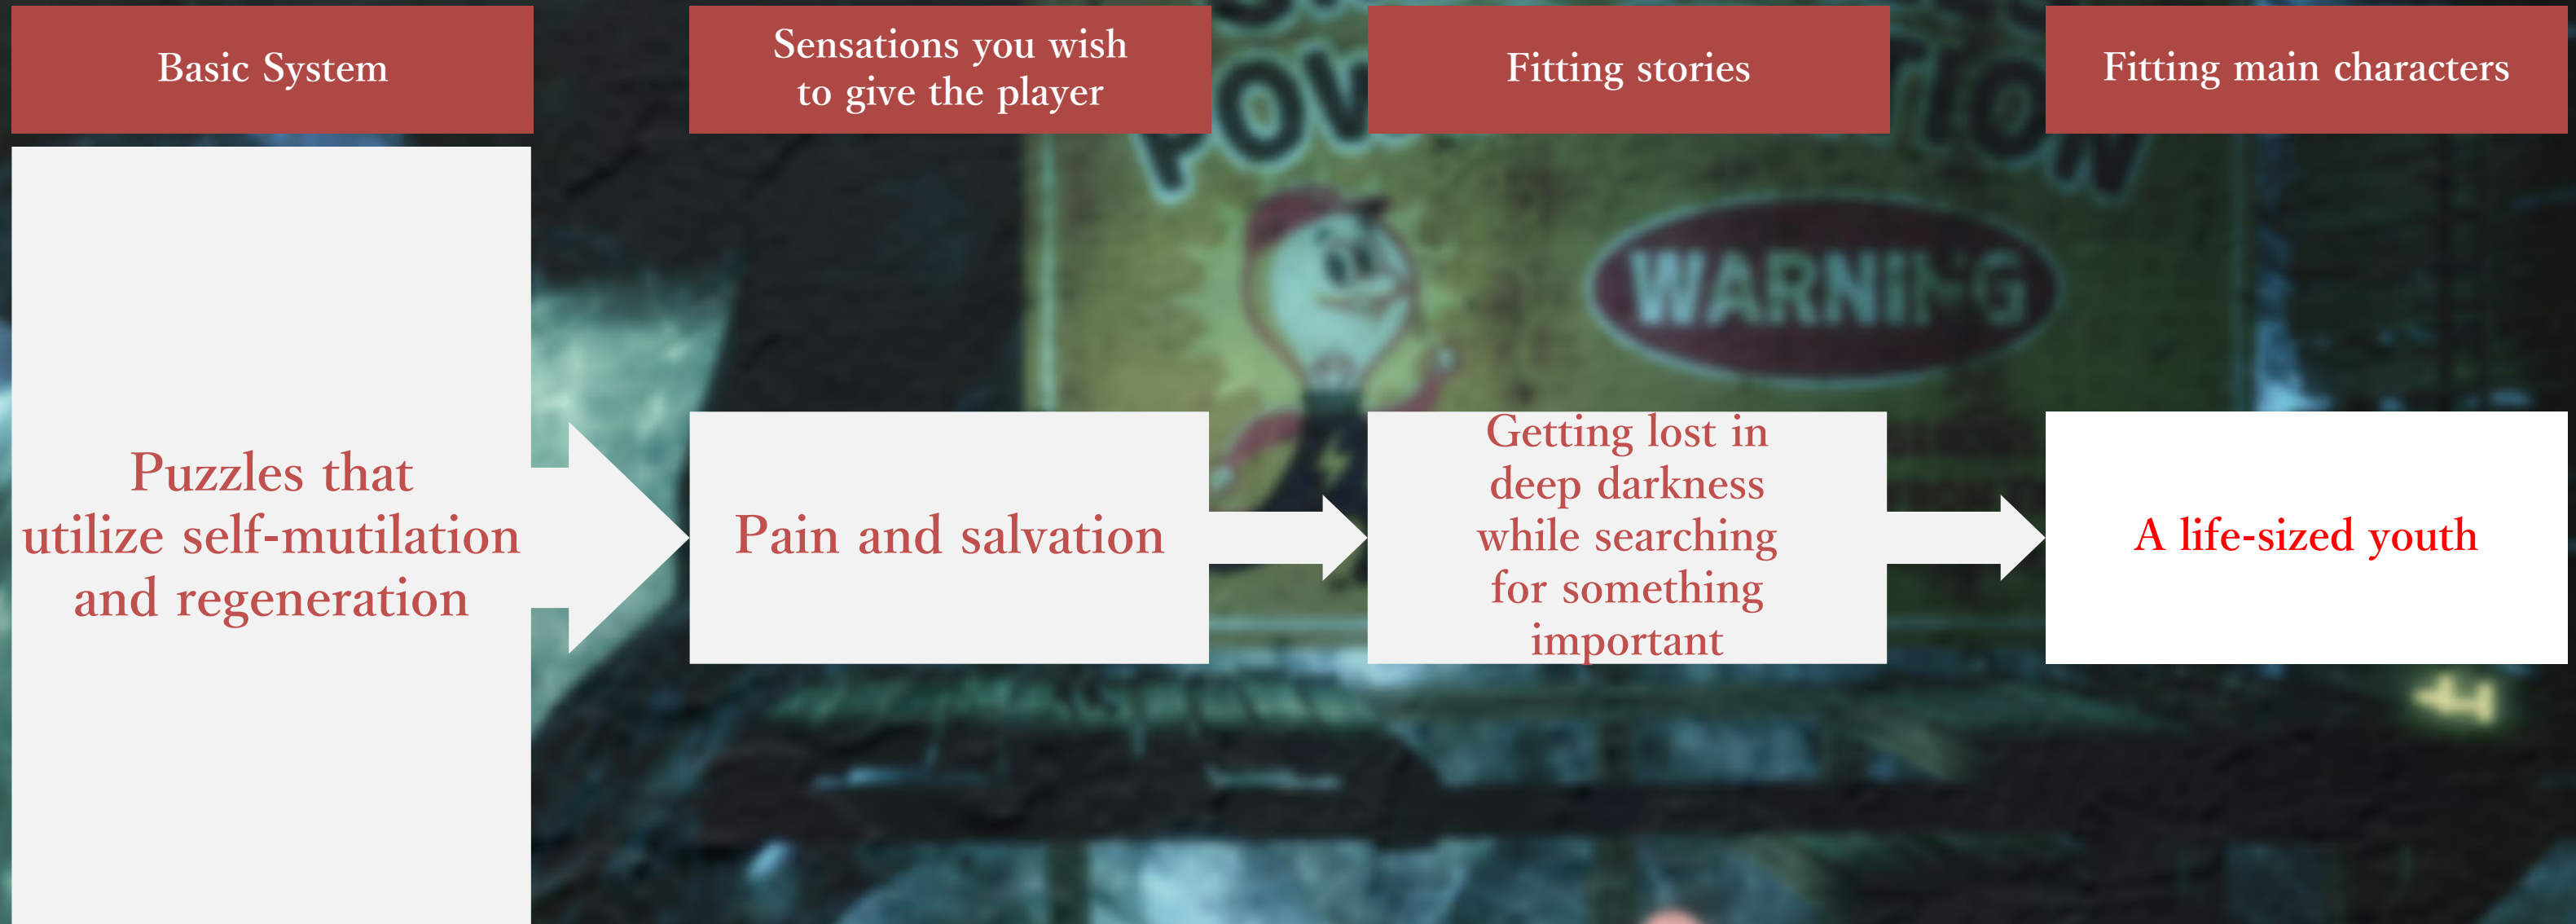 Basic System
Sensations you wish
to give the player
Fitting stories
Fitting main characters
WARNING
Puzzles that
utilize self-mutilation
and regeneration
Pain and salvation
Getting lost in
deep darkness
while searching
for something
important
A life-sized youth